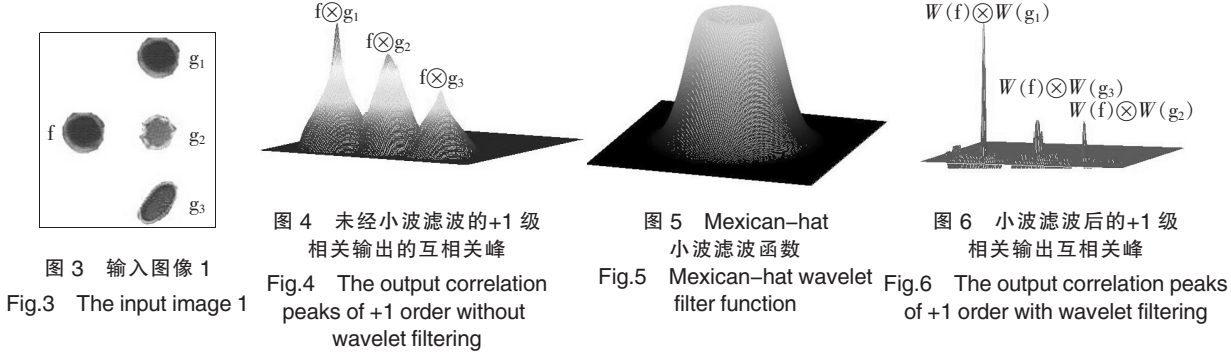 f
g₁
g₂
g₃
图 3 输入图像 1
Fig.3 The input image 1
f⊗g₁
f⊗g₂
f⊗g₃
图 4 未经小波滤波的+1 级
相关输出的互相关峰
Fig.4 The output correlation
peaks of +1 order without
wavelet filtering
图 5 Mexican-hat
小波滤波函数
Fig.5 Mexican-hat wavelet
filter function
W(f)⊗W(g₁)
W(f)⊗W(g₃)
W(f)⊗W(g₂)
图 6 小波滤波后的+1 级
相关输出互相关峰
Fig.6 The output correlation peaks
of +1 order with wavelet filtering